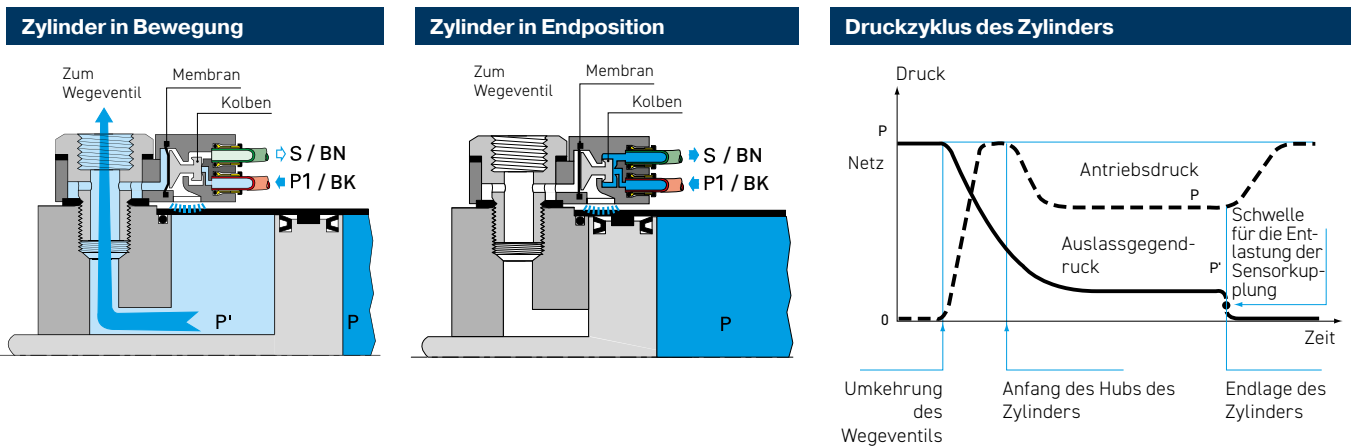 Zylinder in Bewegung
Zum
Wegeventil
Membran
Kolben
S / BN
P1 / BK
P'
P
Zylinder in Endposition
Zum
Wegeventil
Membran
Kolben
S / BN
P1 / BK
P
Druckzyklus des Zylinders
Druck
P
Netz
Antriebsdruck
P
Auslassgegend-
ruck
P'
Schwelle
für die Ent-
lastung der
Sensorkup-
plung
0
Zeit
Umkehrung
des
Wegeventils
Anfang des Hubs des
Zylinders
Endlage des
Zylinders